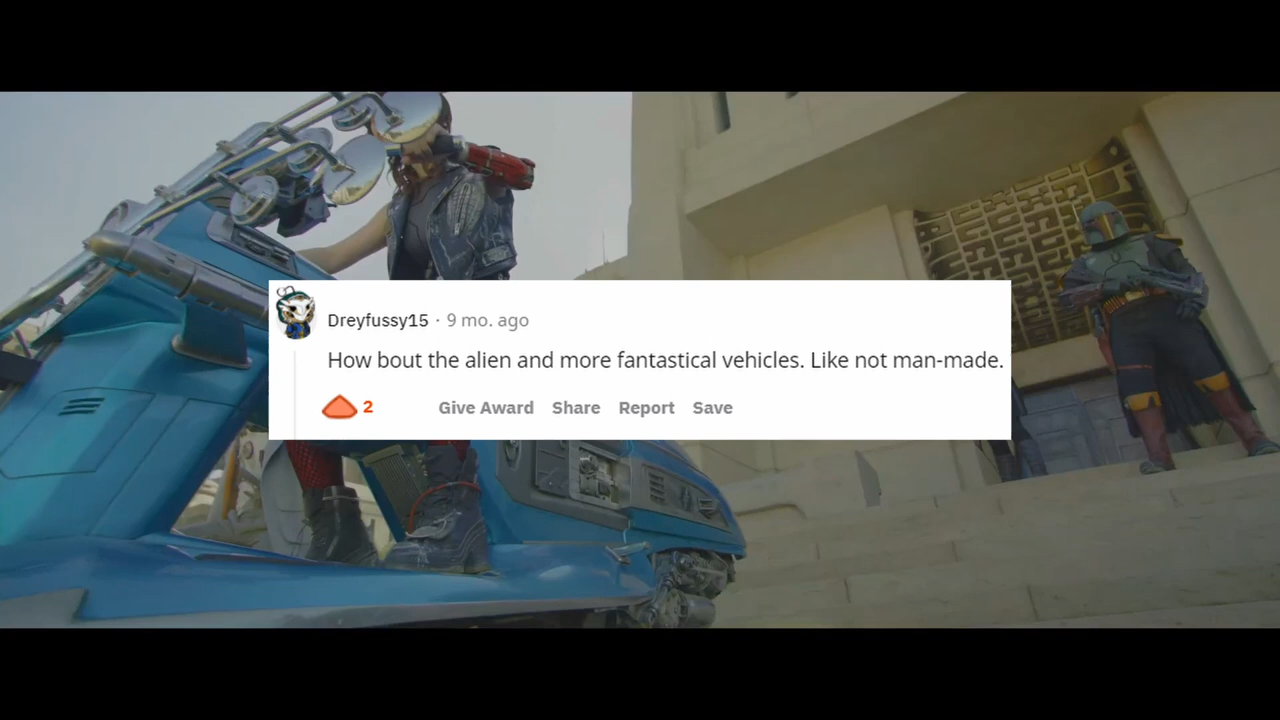 Dreyfussy15 · 9 mo. ago
How bout the alien and more fantastical vehicles. Like not man-made.
2 Give Award Share Report Save